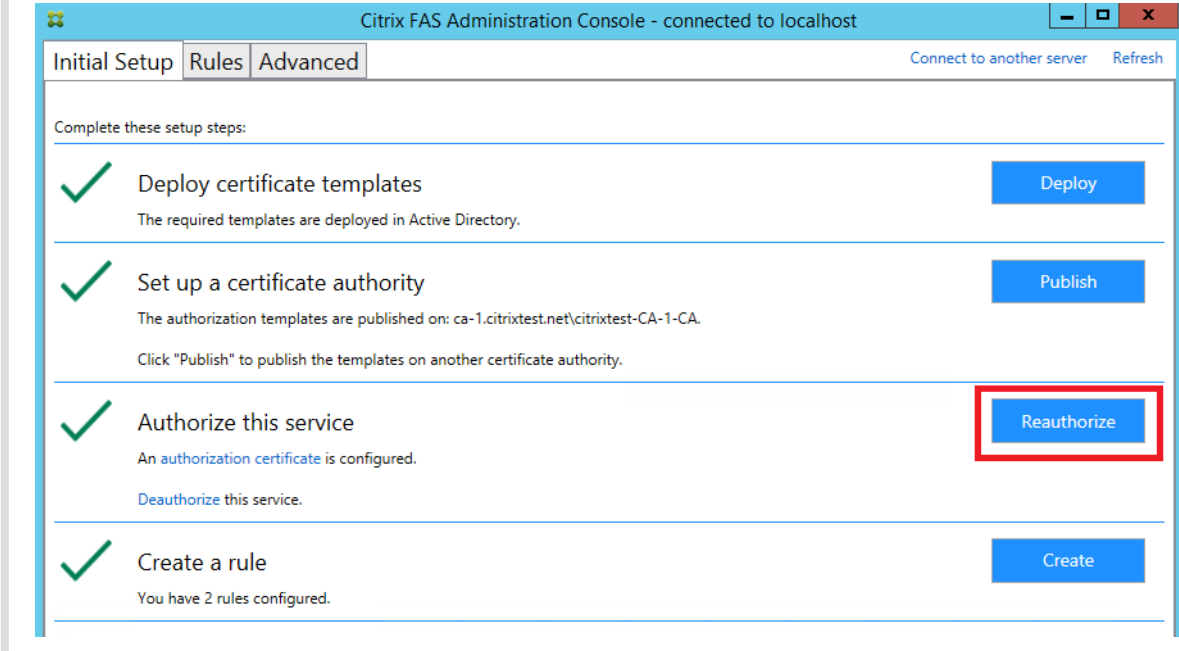 Citrix FAS Administration Console - connected to localhost
Initial Setup Rules Advanced Connect to another server Refresh
Complete these setup steps:
Deploy certificate templates Deploy
The required templates are deployed in Active Directory.
Set up a certificate authority Publish
The authorization templates are published on: ca-1.citrixtest.net\citrixtest-CA-1-CA.
Click "Publish" to publish the templates on another certificate authority.
Authorize this service Reauthorize
An authorization certificate is configured.
Deauthorize this service.
Create a rule Create
You have 2 rules configured.